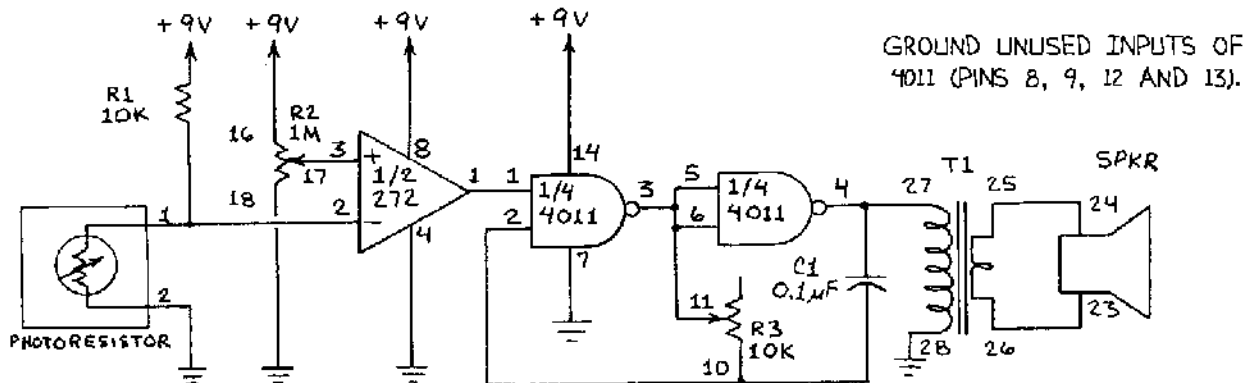 +9V +9V +9V +9V
GROUND UNUSED INPUTS OF
4011 (PINS 8, 9, 12 AND 13).
R1
10K
16
R2
1M
17
18
3
+
8
1/2
272
2
−
4
1
1
2
14
1/4
4011
3
7
5
6
1/4
4011
4
11
R3
10K
10
C1
0.1µF
27
T1
25
SPKR
24
23
28
26
1
2
PHOTORESISTOR